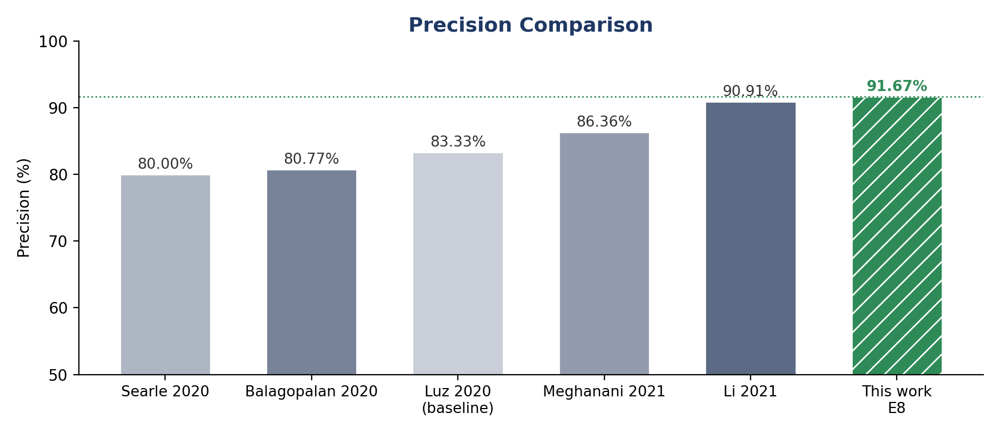 Precision Comparison
100
90
80
70
60
50
Precision (%)
80.00%
80.77%
83.33%
86.36%
90.91%
91.67%
Searle 2020
Balagopalan 2020
Luz 2020
(baseline)
Meghanani 2021
Li 2021
This work
E8